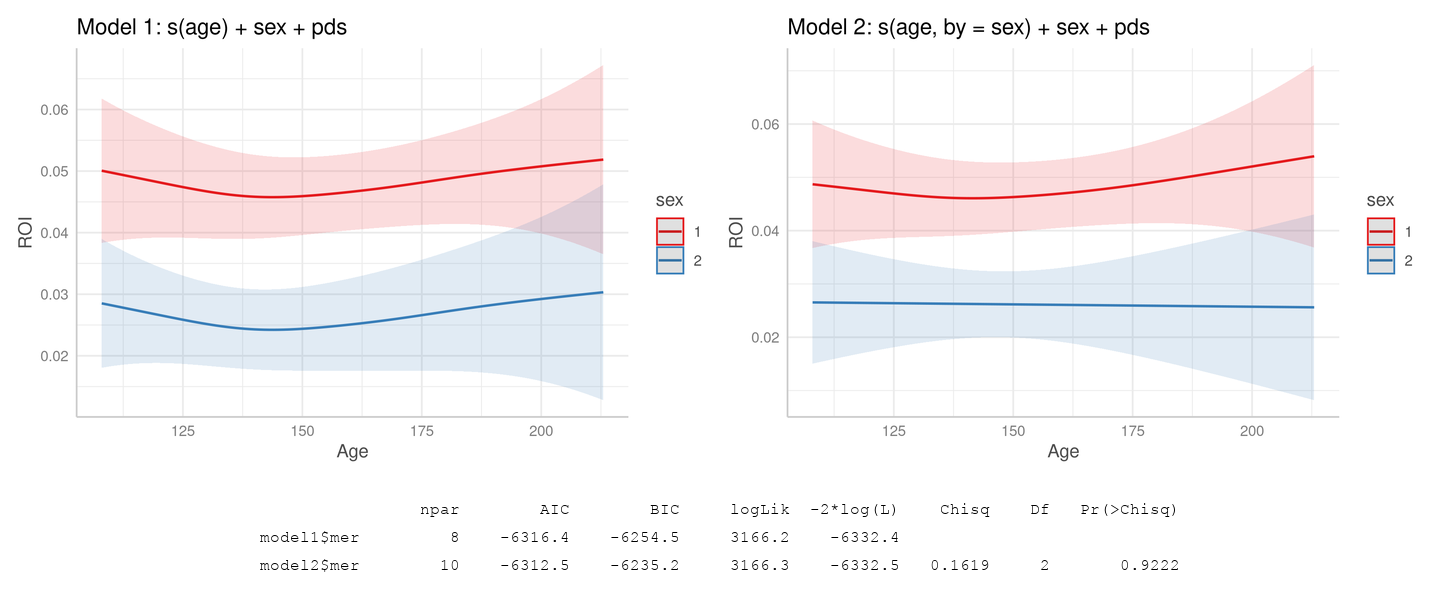 Model 1: s(age) + sex + pds
0.06
0.05
0.04
0.03
0.02
ROI
125 150 175 200
Age
sex
1
2
Model 2: s(age, by = sex) + sex + pds
0.06
0.04
0.02
ROI
125 150 175 200
Age
sex
1
2
npar AIC BIC logLik -2*log(L) Chisq Df Pr(>Chisq)
model1$mer 8 -6316.4 -6254.5 3166.2 -6332.4
model2$mer 10 -6312.5 -6235.2 3166.3 -6332.5 0.1619 2 0.9222